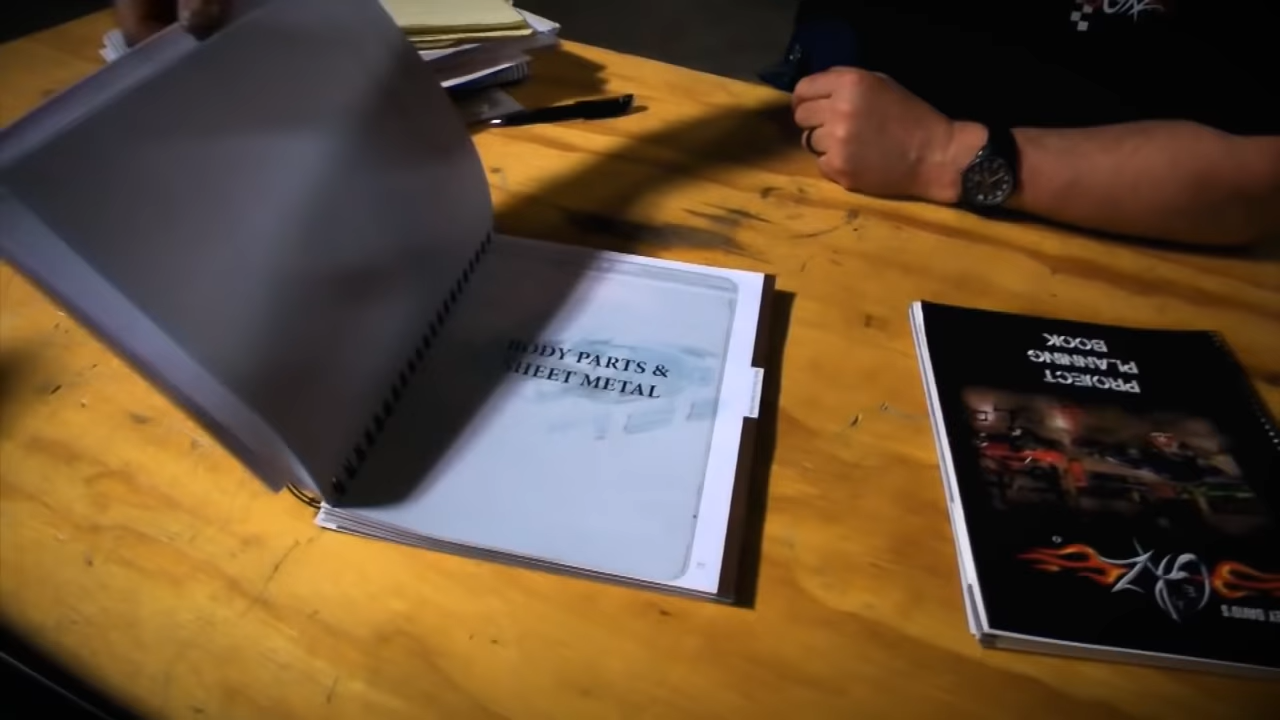 BODY PARTS &
SHEET METAL
PROJECT
PLANNING
BOOK